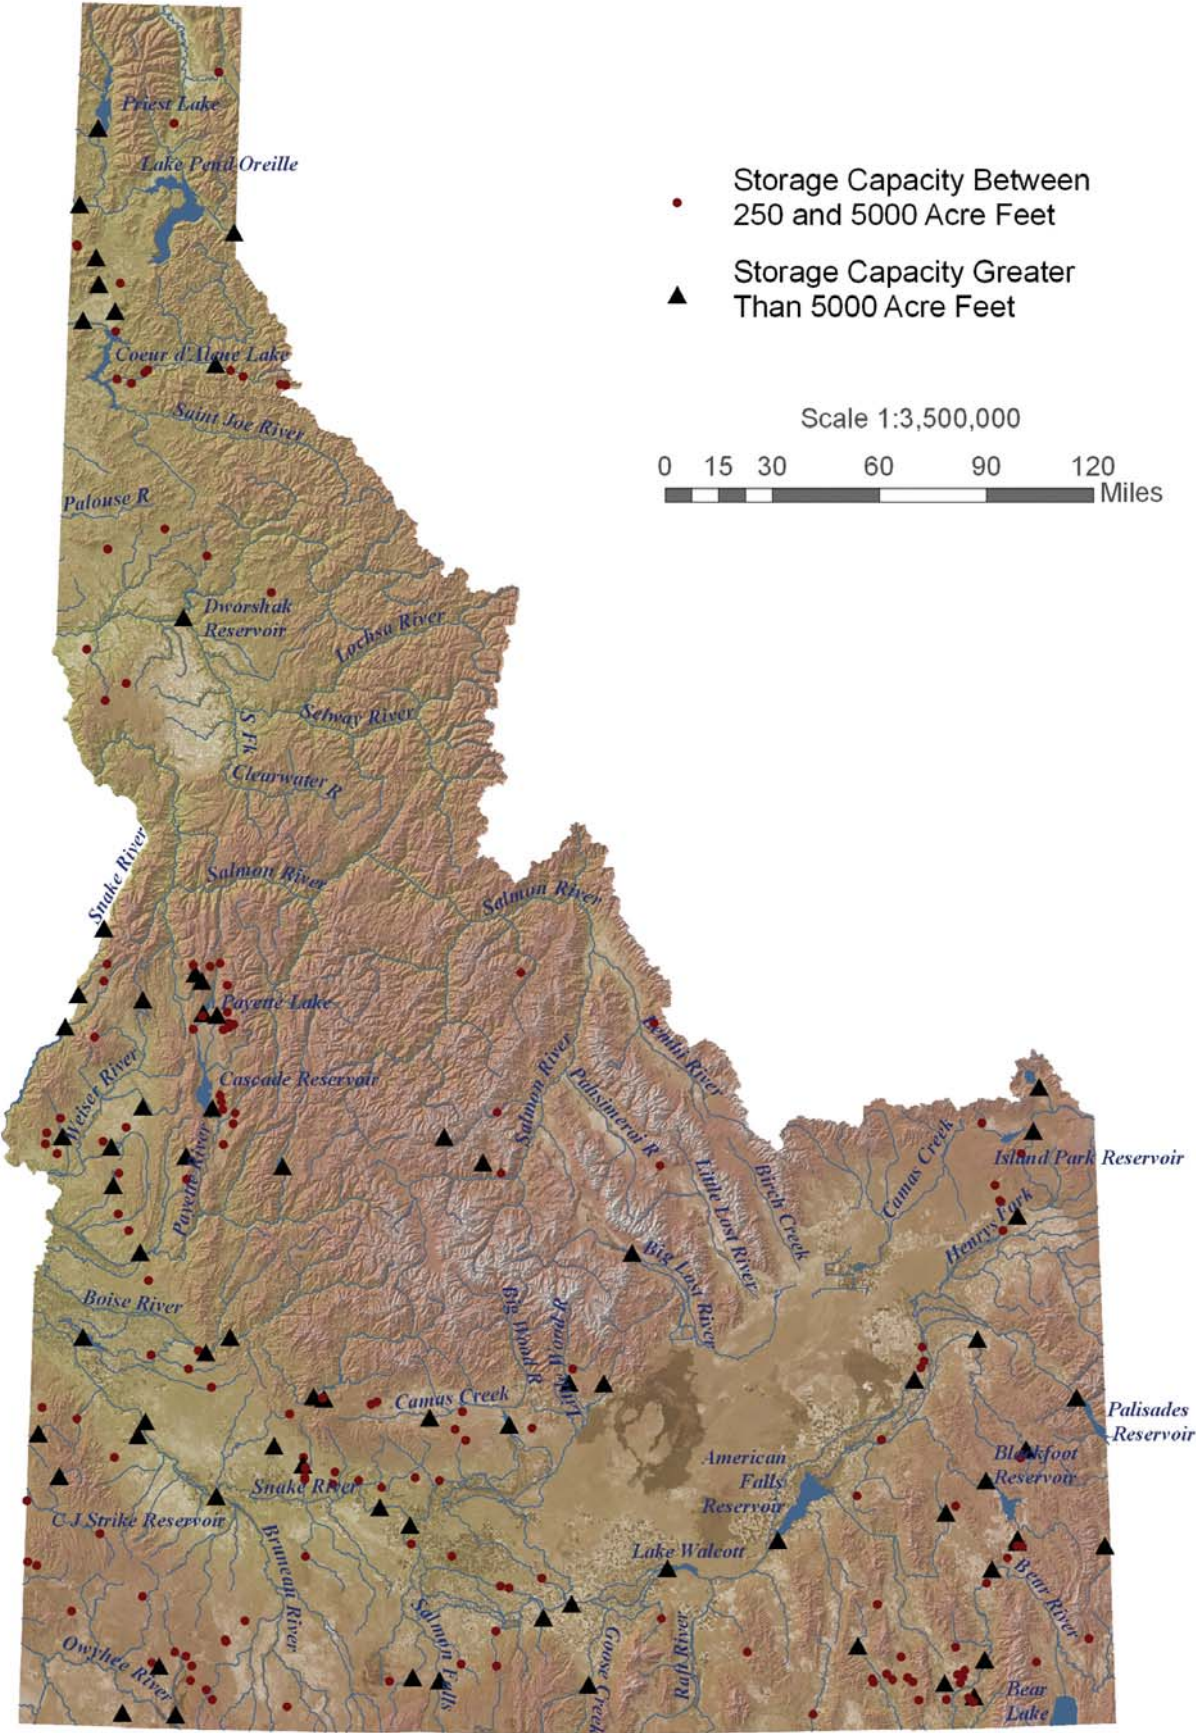 Priest Lake
Lake Pend Oreille
Storage Capacity Between
250 and 5000 Acre Feet
Storage Capacity Greater
Than 5000 Acre Feet
Coeur d'Alene Lake
Saint Joe River
Scale 1:3,500,000
0 15 30 60 90 120
Miles
Palouse R
Dworshak
Reservoir
Lochsa River
Selway River
S Fk
Clearwater R
Snake River
Salmon River
Salmon River
Payette Lake
Lemhi River
Cascade Reservoir
Weiser River
Salmon River
Pahsimeroi R
Payette River
Little Lost River
Birch Creek
Camas Creek
Island Park Reservoir
Henrys Fork
Big Lost River
Boise River
Big Wood R
Little Wood R
Camas Creek
Palisades
Reservoir
American
Falls
Reservoir
Blackfoot
Reservoir
Snake River
C J Strike Reservoir
Bruneau River
Lake Walcott
Bear River
Salmon Falls
Goose Creek
Raft River
Owyhee River
Bear
Lake